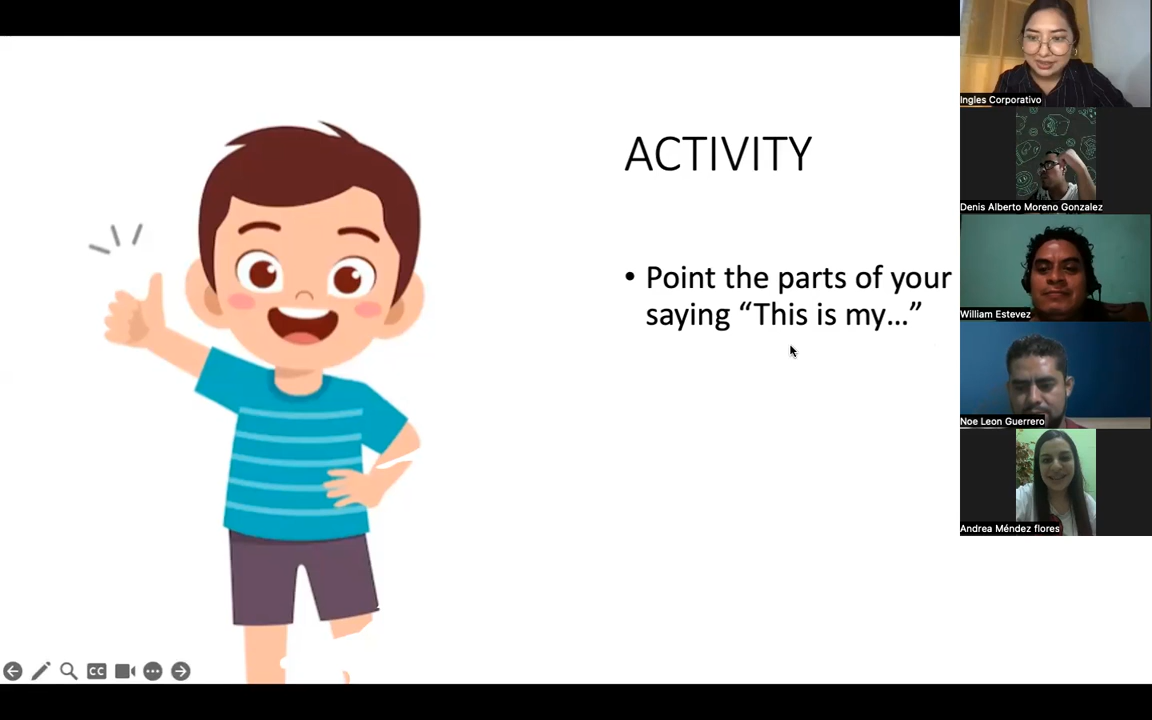 ACTIVITY
• Point the parts of your
saying “This is my...”
Ingles Corporativo
Denis Alberto Moreno Gonzalez
William Estevez
Noe Leon Guerrero
Andrea Méndez flores
CC